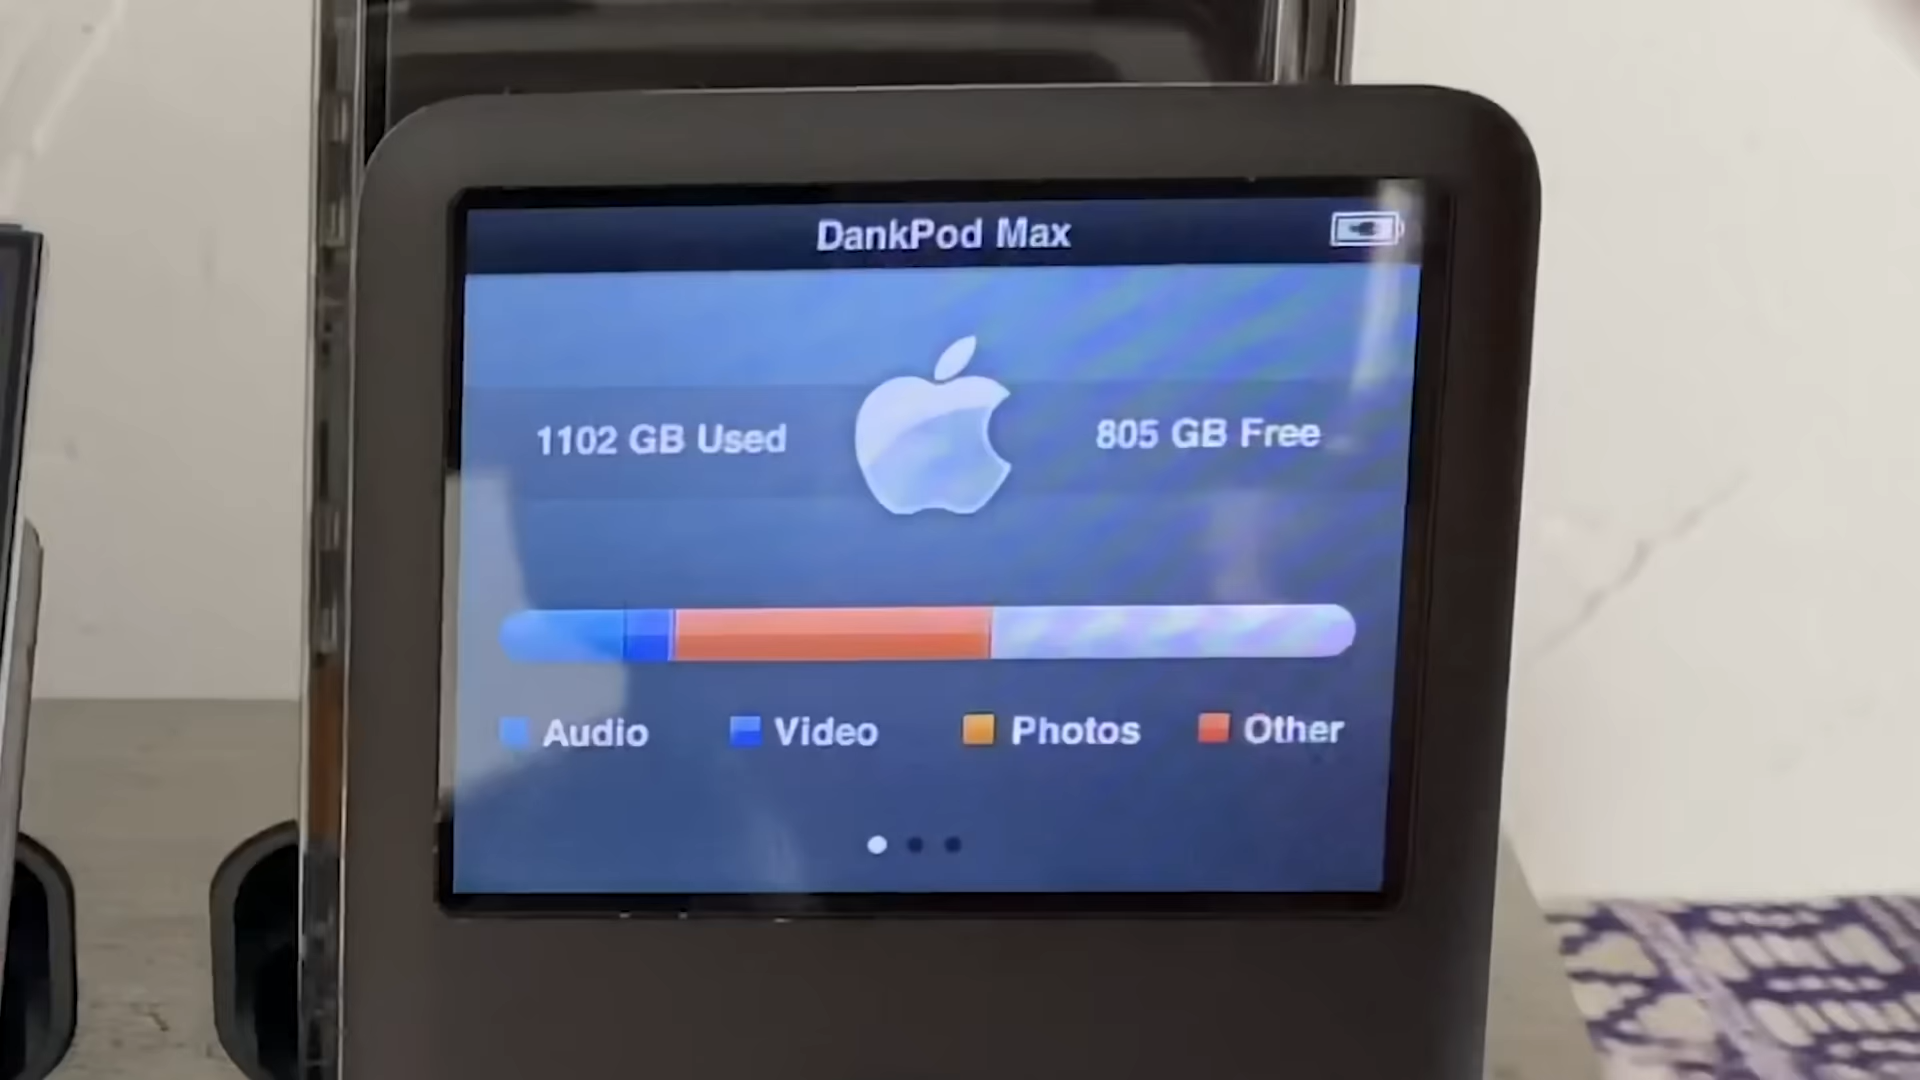 DankPod Max
1102 GB Used
805 GB Free
Audio
Video
Photos
Other